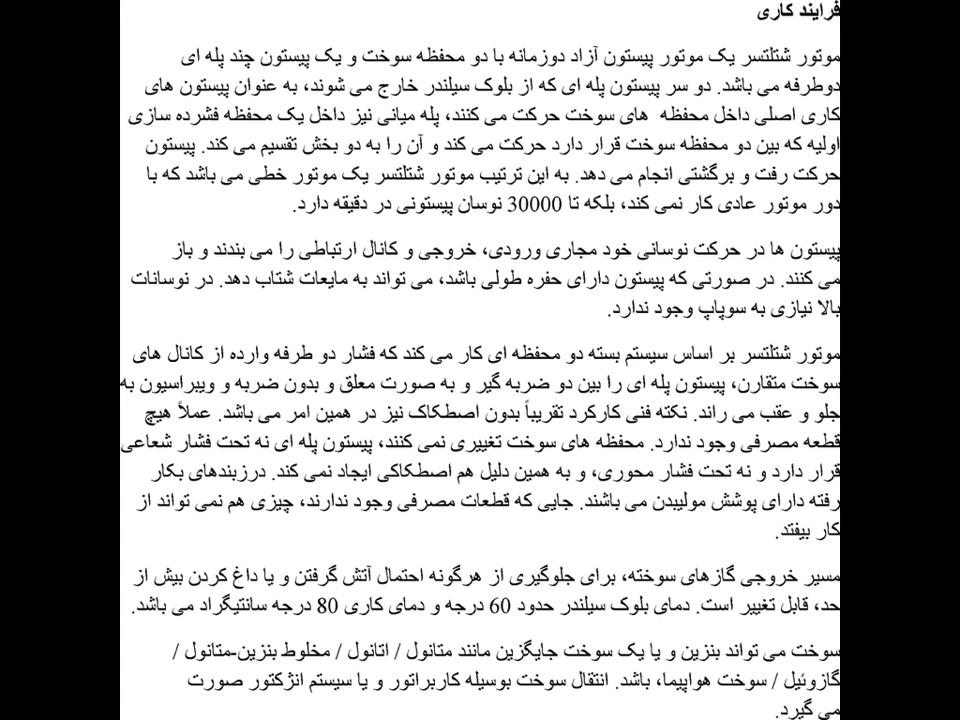 فرایند کاری
موتور شتلتسر یک موتور پیستون آزاد دوزمانه با دو محفظه سوخت و یک پیستون چند پله ای
دوطرفه می باشد. دو سر پیستون پله ای که از بلوک سیلندر خارج می شوند، به عنوان پیستون های
کاری اصلی داخل محفظه های سوخت حرکت می کنند، پله میانی نیز داخل یک محفظه فشرده سازی
اولیه که بین دو محفظه سوخت قرار دارد حرکت می کند و آن را به دو بخش تقسیم می کند. پیستون
حرکت رفت و برگشتی انجام می دهد. به این ترتیب موتور شتلتسر یک موتور خطی می باشد که با
دور موتور عادی کار نمی کند، بلکه تا 30000 نوسان پیستونی در دقیقه دارد.
پیستون ها در حرکت نوسانی خود مجاری ورودی، خروجی و کانال ارتباطی را می بندند و باز
می کنند. در صورتی که پیستون دارای حفره طولی باشد، می تواند به مایعات شتاب دهد. در نوسانات
بالا نیازی به سوپاپ وجود ندارد.
موتور شتلتسر بر اساس سیستم بسته دو محفظه ای کار می کند که فشار دو طرفه وارده از کانال های
سوخت متقارن، پیستون پله ای را بین دو ضربه گیر و به صورت معلق و بدون ضربه و ویبراسیون به
جلو و عقب می راند. نکته فنی کارکرد تقریباً بدون اصطکاک نیز در همین امر می باشد. عملاً هیچ
قطعه مصرفی وجود ندارد. محفظه های سوخت تغییری نمی کنند، پیستون پله ای نه تحت فشار شعاعی
قرار دارد و نه تحت فشار محوری، و به همین دلیل هم اصطکاکی ایجاد نمی کند. درزبندهای بکار
رفته دارای پوشش مولیبدن می باشند. جایی که قطعات مصرفی وجود ندارند، چیزی هم نمی تواند از
کار بیفتد.
مسیر خروجی گازهای سوخته، برای جلوگیری از هرگونه احتمال آتش گرفتن و یا داغ کردن بیش از
حد، قابل تغییر است. دمای بلوک سیلندر حدود 60 درجه و دمای کاری 80 درجه سانتیگراد می باشد.
سوخت می تواند بنزین و یا یک سوخت جایگزین مانند متانول / اتانول / مخلوط بنزین-متانول /
گازوئیل / سوخت هواپیما، باشد. انتقال سوخت بوسیله کاربراتور و یا سیستم انژکتور صورت
می گیرد.